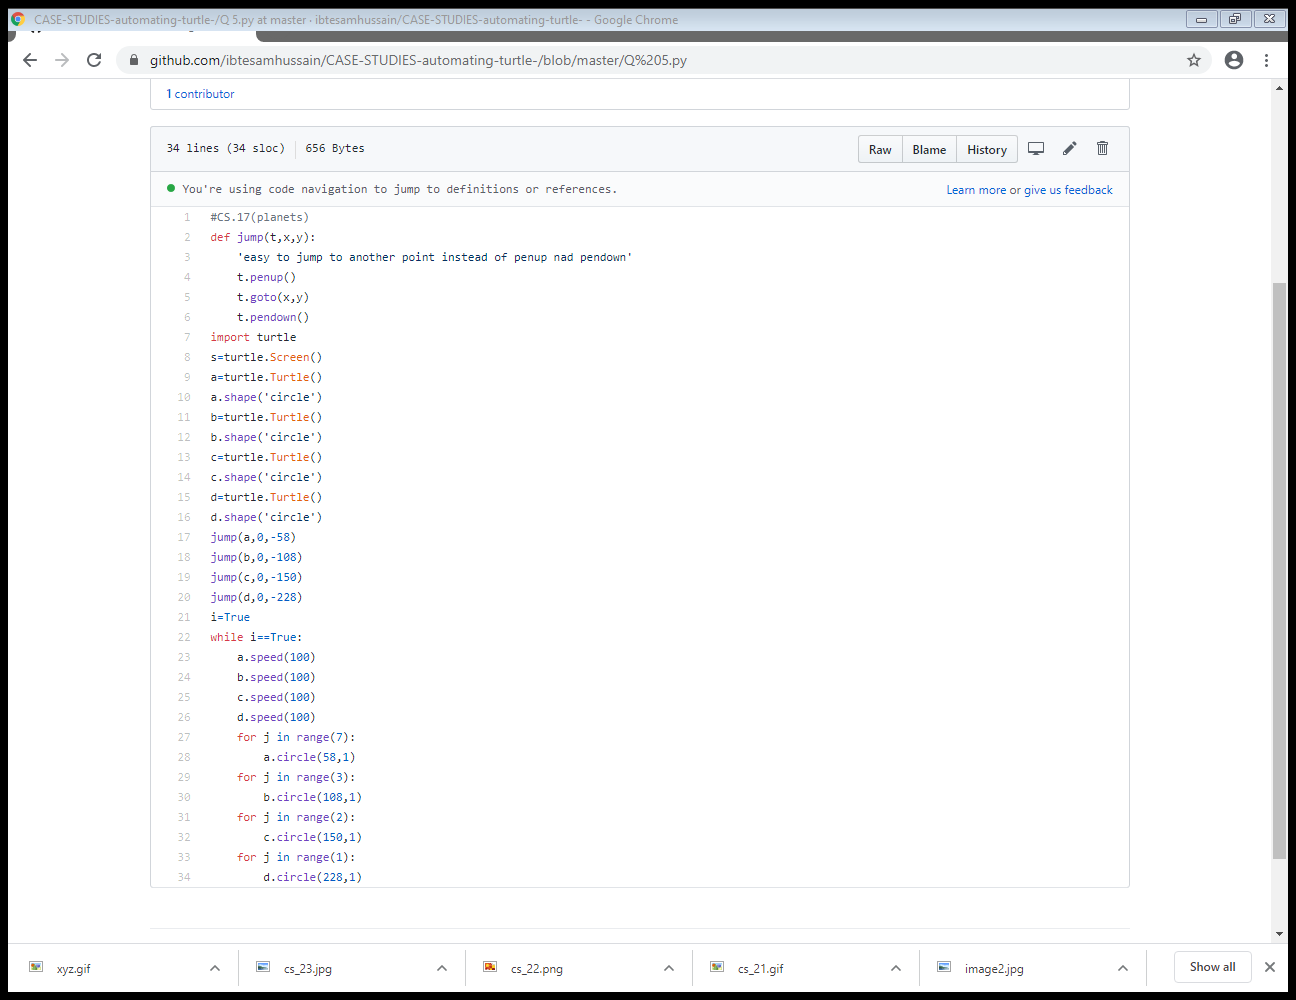 CASE-STUDIES-automating-turtle-/Q 5.py at master · ibtesamhussain/CASE-STUDIES-automating-turtle- - Google Chrome
github.com/ibtesamhussain/CASE-STUDIES-automating-turtle-/blob/master/Q%205.py
1 contributor
34 lines (34 sloc) 656 Bytes
Raw Blame History
You're using code navigation to jump to definitions or references.
Learn more or give us feedback
1 #CS.17(planets)
2 def jump(t,x,y):
3 'easy to jump to another point instead of penup nad pendown'
4 t.penup()
5 t.goto(x,y)
6 t.pendown()
7 import turtle
8 s=turtle.Screen()
9 a=turtle.Turtle()
10 a.shape('circle')
11 b=turtle.Turtle()
12 b.shape('circle')
13 c=turtle.Turtle()
14 c.shape('circle')
15 d=turtle.Turtle()
16 d.shape('circle')
17 jump(a,0,-58)
18 jump(b,0,-108)
19 jump(c,0,-150)
20 jump(d,0,-228)
21 i=True
22 while i==True:
23 a.speed(100)
24 b.speed(100)
25 c.speed(100)
26 d.speed(100)
27 for j in range(7):
28 a.circle(58,1)
29 for j in range(3):
30 b.circle(108,1)
31 for j in range(2):
32 c.circle(150,1)
33 for j in range(1):
34 d.circle(228,1)
xyz.gif
cs_23.jpg
cs_22.png
cs_21.gif
image2.jpg
Show all